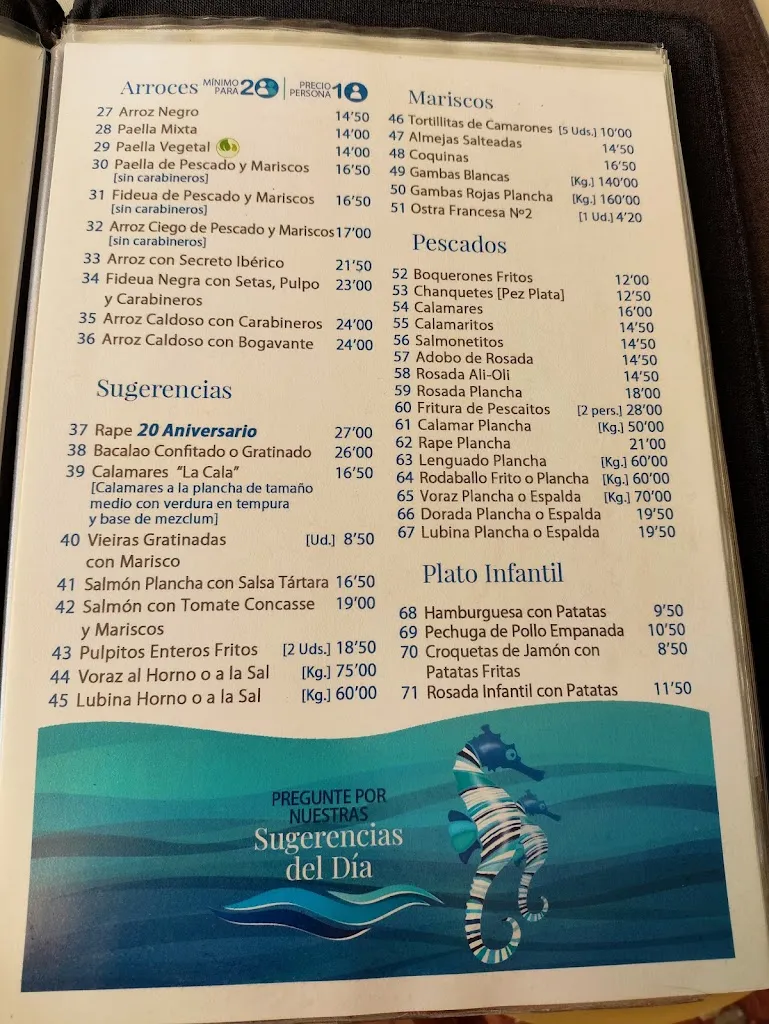 Arroces MÍNIMO PARA 2 | PRECIO PERSONA 1
27 Arroz Negro 14'50
28 Paella Mixta 14'00
29 Paella Vegetal 14'00
30 Paella de Pescado y Mariscos 16'50
[sin carabineros]
31 Fideua de Pescado y Mariscos 16'50
[sin carabineros]
32 Arroz Ciego de Pescado y Mariscos 17'00
[sin carabineros]
33 Arroz con Secreto Ibérico 21'50
34 Fideua Negra con Setas, Pulpo 23'00
y Carabineros
35 Arroz Caldoso con Carabineros 24'00
36 Arroz Caldoso con Bogavante 24'00
Sugerencias
37 Rape 20 Aniversario 27'00
38 Bacalao Confitado o Gratinado 26'00
39 Calamares "La Cala" 16'50
[Calamares a la plancha de tamaño
medio con verdura en tempura
y base de mezclum]
40 Vieiras Gratinadas [Ud.] 8'50
con Marisco
41 Salmón Plancha con Salsa Tártara 16'50
42 Salmón con Tomate Concasse 19'00
y Mariscos
43 Pulpitos Enteros Fritos [2 Uds.] 18'50
44 Voraz al Horno o a la Sal [Kg.] 75'00
45 Lubina Horno o a la Sal [Kg.] 60'00
Mariscos
46 Tortillitas de Camarones [5 Uds.] 10'00
47 Almejas Salteadas 14'50
48 Coquinas 16'50
49 Gambas Blancas [Kg.] 140'00
50 Gambas Rojas Plancha [Kg.] 160'00
51 Ostra Francesa Nº2 [1 Ud.] 4'20
Pescados
52 Boquerones Fritos 12'00
53 Chanquetes [Pez Plata] 12'50
54 Calamares 16'00
55 Calamaritos 14'50
56 Salmonetitos 14'50
57 Adobo de Rosada 14'50
58 Rosada Ali-Oli 14'50
59 Rosada Plancha 18'00
60 Fritura de Pescaitos [2 pers.] 28'00
61 Calamar Plancha [Kg.] 50'00
62 Rape Plancha 21'00
63 Lenguado Plancha [Kg.] 60'00
64 Rodaballo Frito o Plancha [Kg.] 60'00
65 Voraz Plancha o Espalda [Kg.] 70'00
66 Dorada Plancha o Espalda 19'50
67 Lubina Plancha o Espalda 19'50
Plato Infantil
68 Hamburguesa con Patatas 9'50
69 Pechuga de Pollo Empanada 10'50
70 Croquetas de Jamón con 8'50
Patatas Fritas
71 Rosada Infantil con Patatas 11'50
PREGUNTE POR
NUESTRAS
Sugerencias
del Día